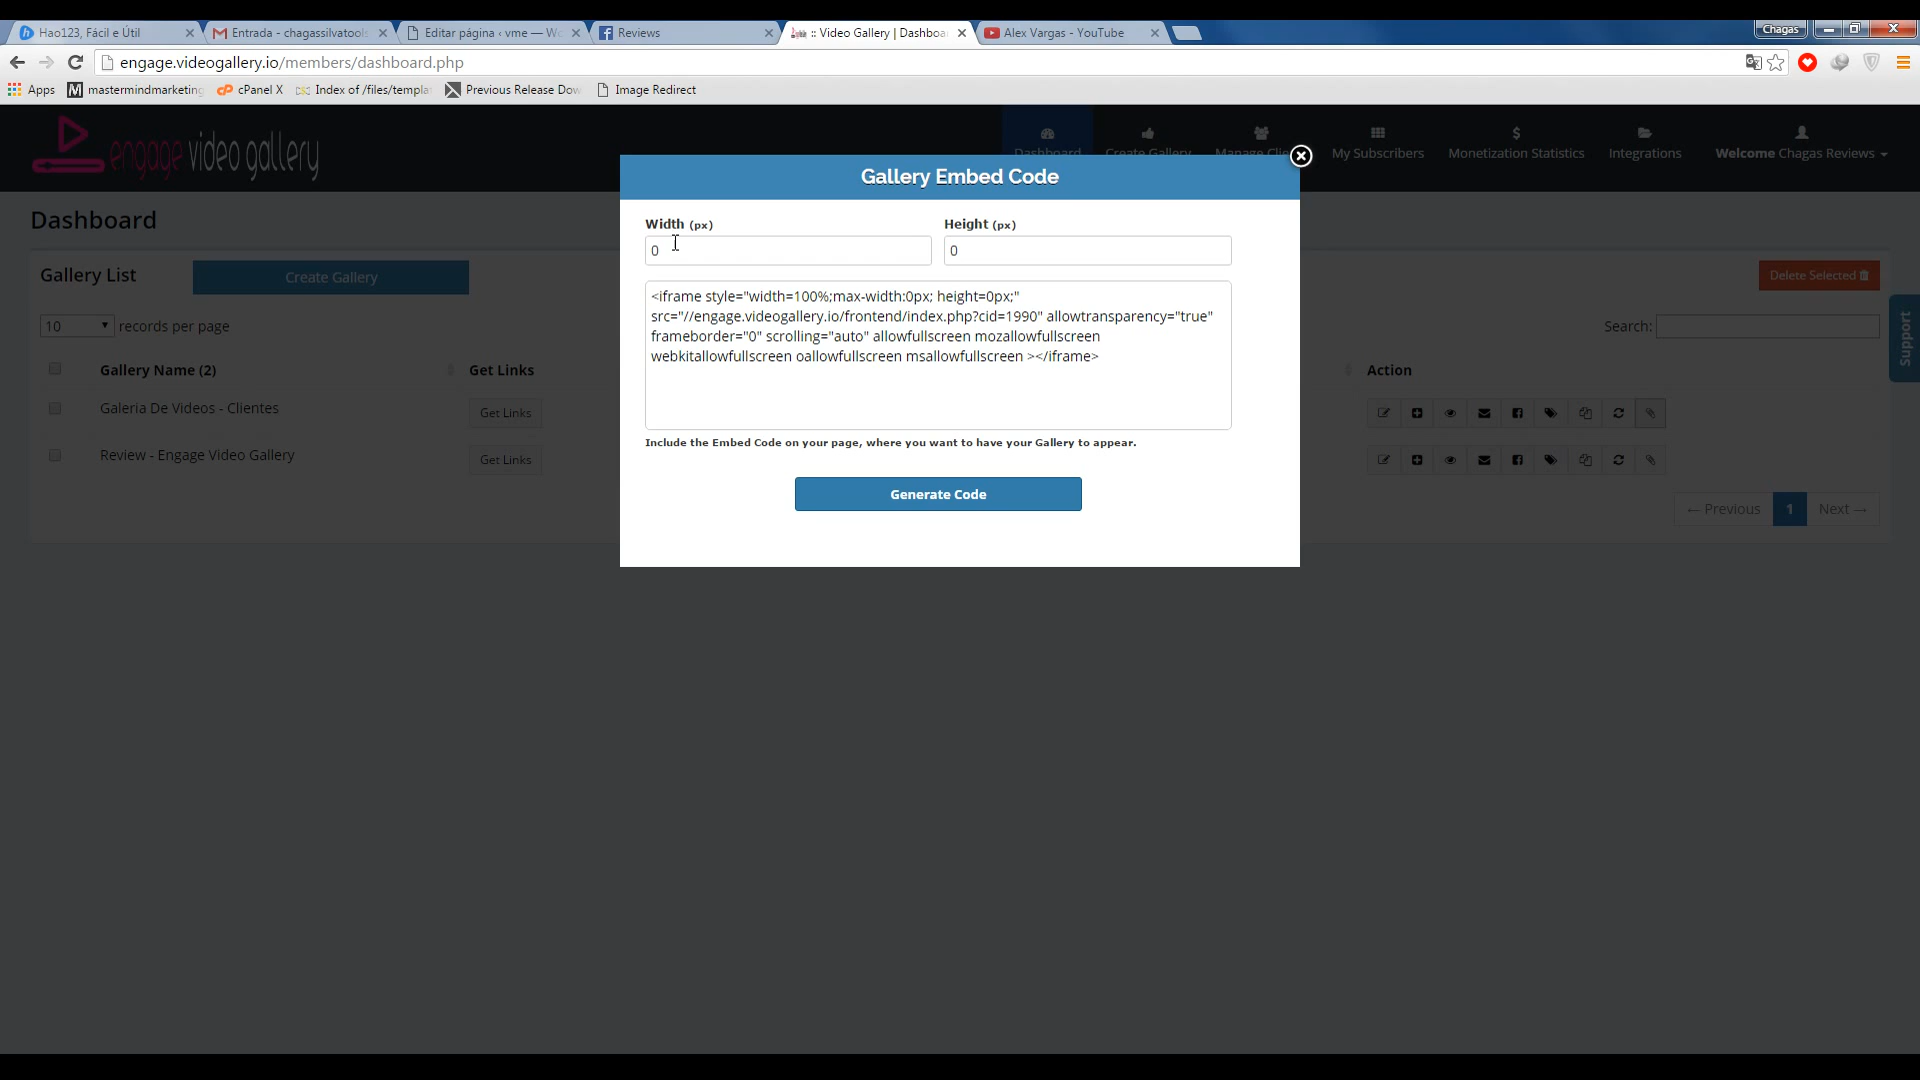 Hao123, Fácil e Útil
Entrada - chagassilvatools
Editar página ‹ vme — Wo
Reviews
:: Video Gallery | Dashboa
Alex Vargas - YouTube
Chagas
engage.videogallery.io/members/dashboard.php
Apps
mastermindmarketing
cPanel X
Index of /files/templa
Previous Release Dow
Image Redirect
engage video gallery
Dashboard
Create Gallery
Manage Clie
My Subscribers
Monetization Statistics
Integrations
Welcome Chagas Reviews
Gallery Embed Code
Dashboard
Width (px)
Height (px)
0
0
Gallery List
Create Gallery
Delete Selected
<iframe style="width=100%;max-width:0px; height=0px;"
src="//engage.videogallery.io/frontend/index.php?cid=1990" allowtransparency="true"
frameborder="0" scrolling="auto" allowfullscreen mozallowfullscreen
webkitallowfullscreen oallowfullscreen msallowfullscreen ></iframe>
10 records per page
Search:
Support
Gallery Name (2)
Get Links
Action
Galeria De Videos - Clientes
Get Links
Include the Embed Code on your page, where you want to have your Gallery to appear.
Review - Engage Video Gallery
Get Links
Generate Code
← Previous
1
Next →